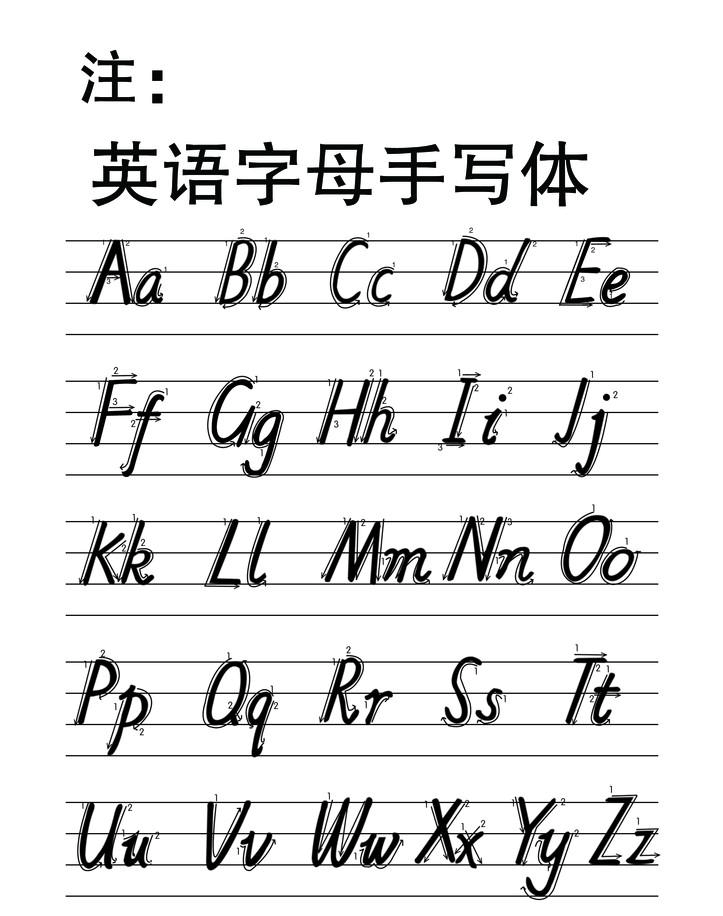 注：
英语字母手写体
Aa Bb Cc Dd Ee
Ff Gg Hh Ii Jj
Kk Ll Mm Nn Oo
Pp Qq Rr Ss Tt
Uu Vv Ww Xx Yy Zz